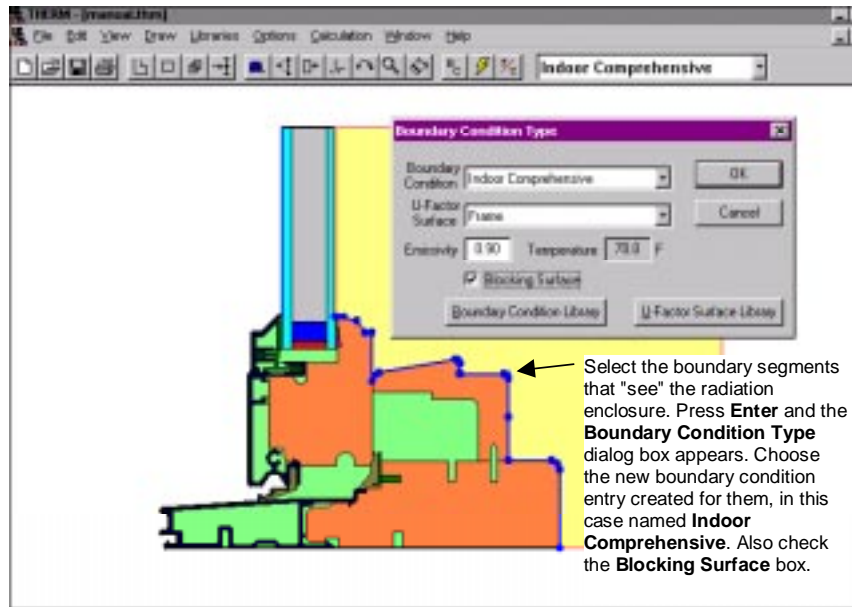 THERM - [manual.thm]
File Edit View Draw Libraries Options Calculation Window Help
Indoor Comprehensive
Boundary Condition Type
Boundary
Condition Indoor Comprehensive
OK
U-Factor
Surface Frame
Cancel
Emissivity 0.90 Temperature 70.0 F
Blocking Surface
Boundary Condition Library U-Factor Surface Library
Select the boundary segments
that "see" the radiation
enclosure. Press Enter and the
Boundary Condition Type
dialog box appears. Choose
the new boundary condition
entry created for them, in this
case named Indoor
Comprehensive. Also check
the Blocking Surface box.